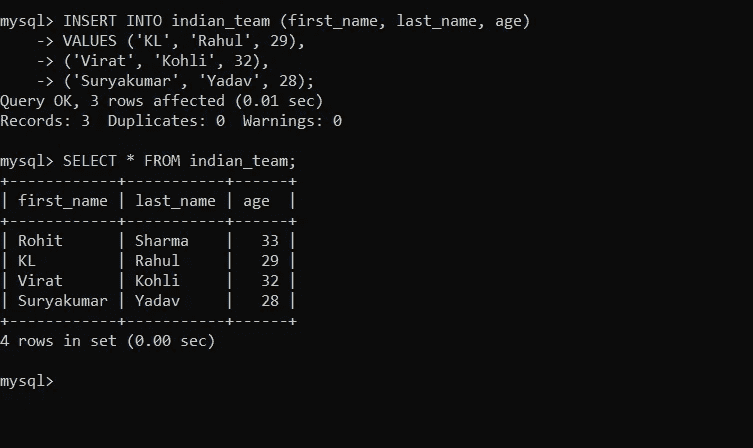 mysql> INSERT INTO indian_team (first_name, last_name, age)
    -> VALUES ('KL', 'Rahul', 29),
    -> ('Virat', 'Kohli', 32),
    -> ('Suryakumar', 'Yadav', 28);
Query OK, 3 rows affected (0.01 sec)
Records: 3  Duplicates: 0  Warnings: 0

mysql> SELECT * FROM indian_team;
+------------+-----------+------+
| first_name | last_name | age  |
+------------+-----------+------+
| Rohit      | Sharma    |   33 |
| KL         | Rahul     |   29 |
| Virat      | Kohli     |   32 |
| Suryakumar | Yadav     |   28 |
+------------+-----------+------+
4 rows in set (0.00 sec)

mysql>